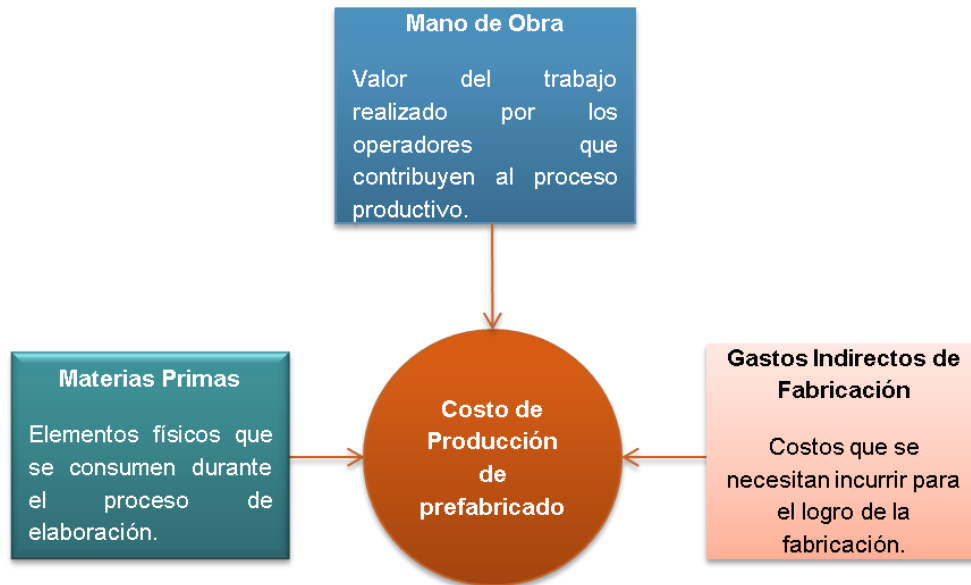 Mano de Obra
Valor del trabajo
realizado por los
operadores que
contribuyen al proceso
productivo.
Materias Primas
Elementos físicos que
se consumen durante
el proceso de
elaboración.
Costo de
Producción
de
prefabricado
Gastos Indirectos de
Fabricación
Costos que se
necesitan incurrir para
el logro de la
fabricación.